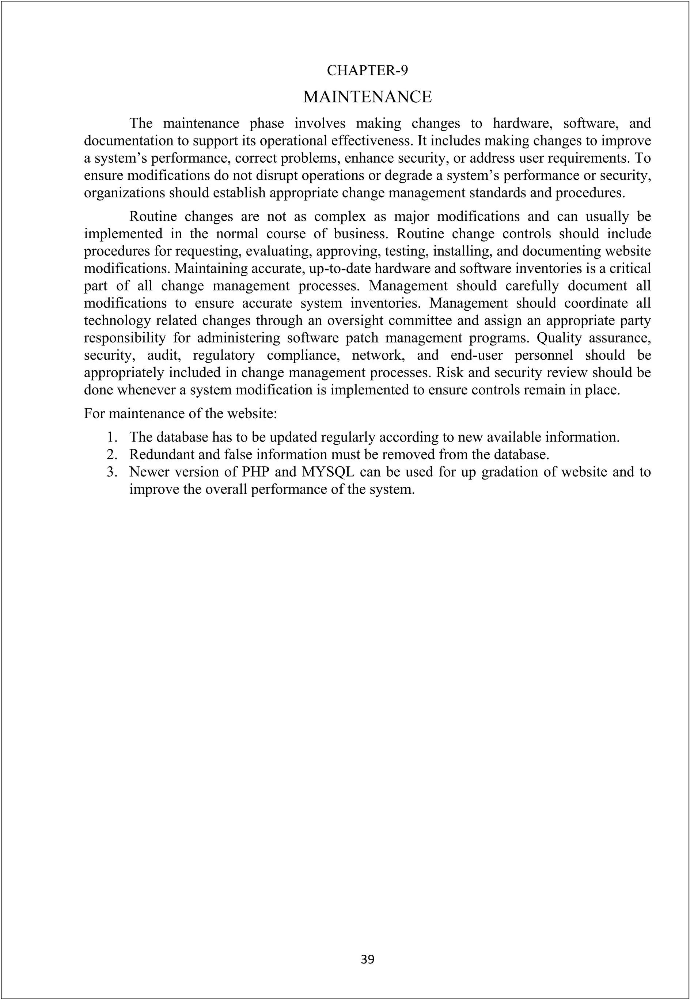 CHAPTER-9
MAINTENANCE
The maintenance phase involves making changes to hardware, software, and
documentation to support its operational effectiveness. It includes making changes to improve
a system’s performance, correct problems, enhance security, or address user requirements. To
ensure modifications do not disrupt operations or degrade a system’s performance or security,
organizations should establish appropriate change management standards and procedures.
Routine changes are not as complex as major modifications and can usually be
implemented in the normal course of business. Routine change controls should include
procedures for requesting, evaluating, approving, testing, installing, and documenting website
modifications. Maintaining accurate, up-to-date hardware and software inventories is a critical
part of all change management processes. Management should carefully document all
modifications to ensure accurate system inventories. Management should coordinate all
technology related changes through an oversight committee and assign an appropriate party
responsibility for administering software patch management programs. Quality assurance,
security, audit, regulatory compliance, network, and end-user personnel should be
appropriately included in change management processes. Risk and security review should be
done whenever a system modification is implemented to ensure controls remain in place.
For maintenance of the website:
1. The database has to be updated regularly according to new available information.
2. Redundant and false information must be removed from the database.
3. Newer version of PHP and MYSQL can be used for up gradation of website and to
improve the overall performance of the system.
39